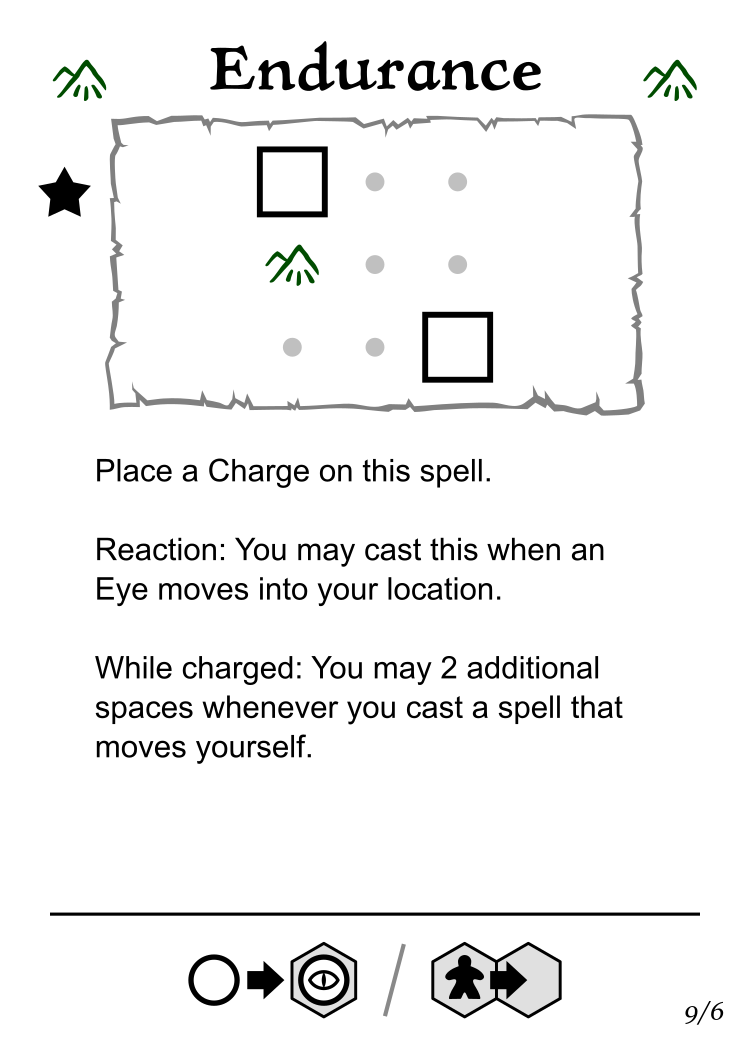 Endurance
Place a Charge on this spell.
Reaction: You may cast this when an
Eye moves into your location.
While charged: You may 2 additional
spaces whenever you cast a spell that
moves yourself.
9/6